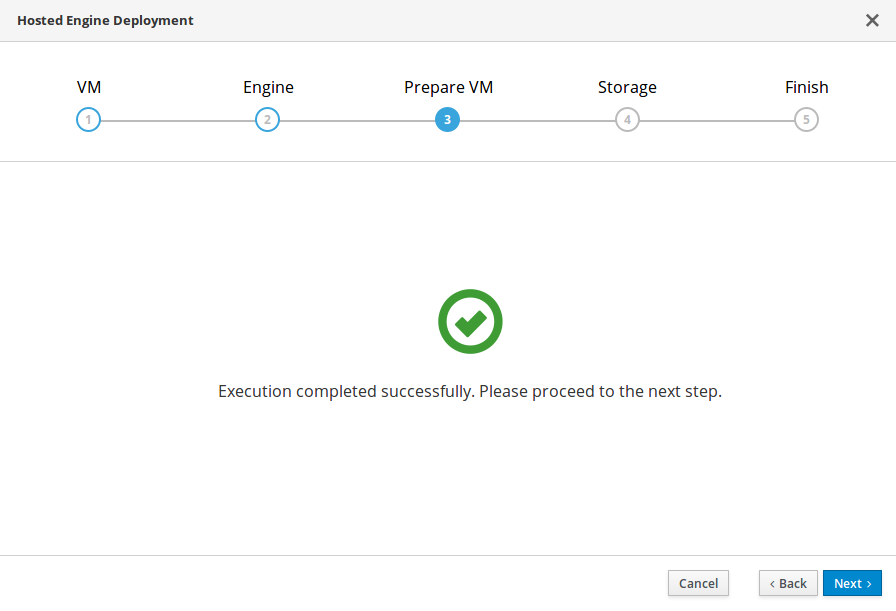 Hosted Engine Deployment
VM Engine Prepare VM Storage Finish
1 2 3 4 5
Execution completed successfully. Please proceed to the next step.
Cancel ‹ Back Next ›